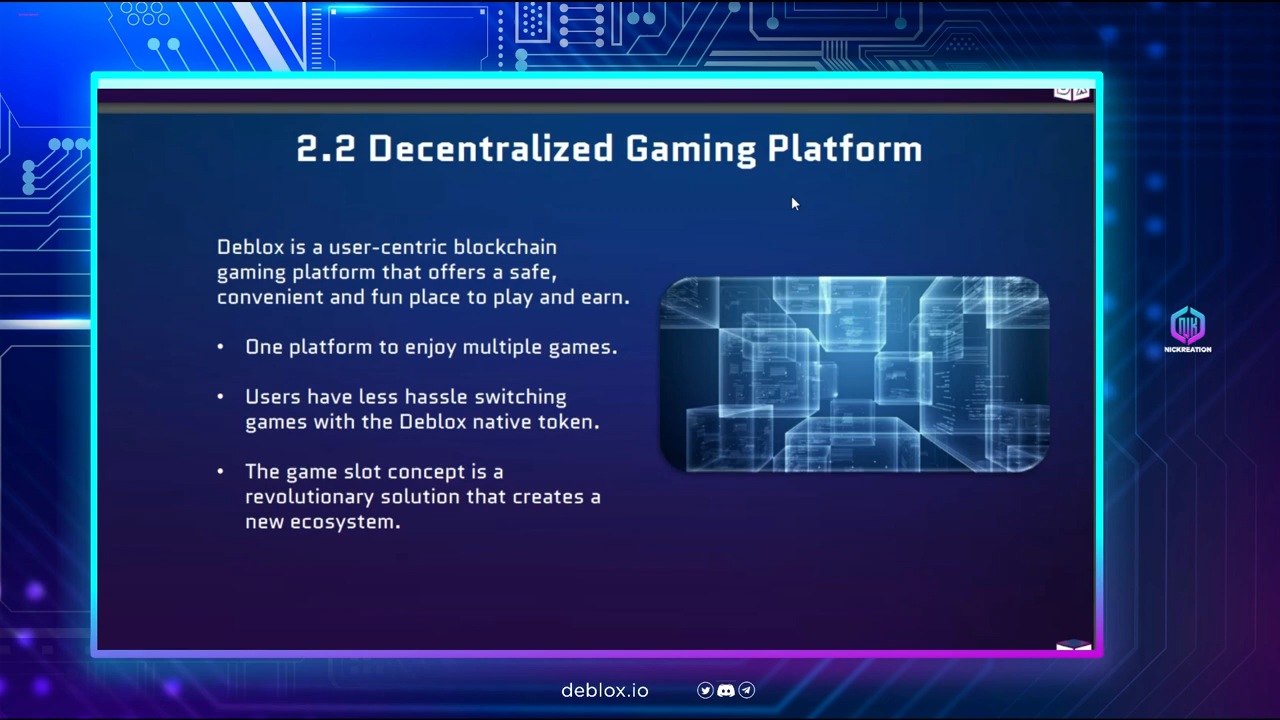 2.2 Decentralized Gaming Platform
Deblox is a user-centric blockchain
gaming platform that offers a safe,
convenient and fun place to play and earn.
• One platform to enjoy multiple games.
• Users have less hassle switching
games with the Deblox native token.
• The game slot concept is a
revolutionary solution that creates a
new ecosystem.
NICKREATION
deblox.io